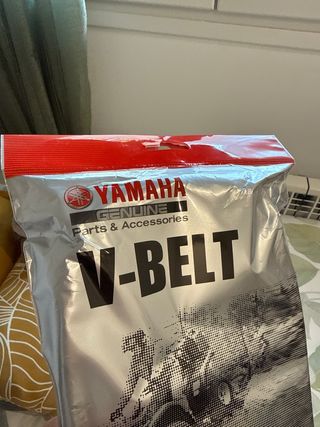 YAMAHA
GENUINE
Parts & Accessories
V-BELT